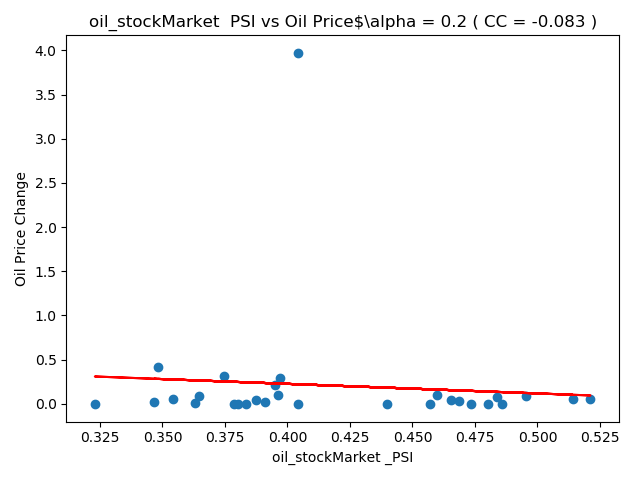 oil_stockMarket  PSI vs Oil Price$\alpha = 0.2 ( CC = -0.083 )
4.0
3.5
3.0
2.5
2.0
1.5
1.0
0.5
0.0
Oil Price Change
0.325 0.350 0.375 0.400 0.425 0.450 0.475 0.500 0.525
oil_stockMarket _PSI